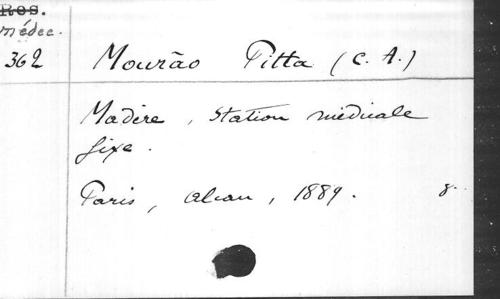 Res.
médec.
362
Mourão Pitta (C. A.)
Madère, Station médicale
fixe.
Paris, Alcan, 1889. 8.